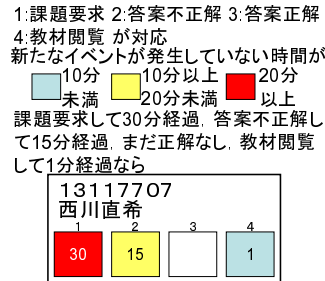 1:課題要求 2:答案不正解 3:答案正解
4:教材閲覧 が対応
新たなイベントが発生していない時間が
10分未満 10分以上20分未満 20分以上
課題要求して30分経過, 答案不正解し
て15分経過, まだ正解なし, 教材閲覧
して1分経過なら
13117707
西川直希
1 2 3 4
30 15 1